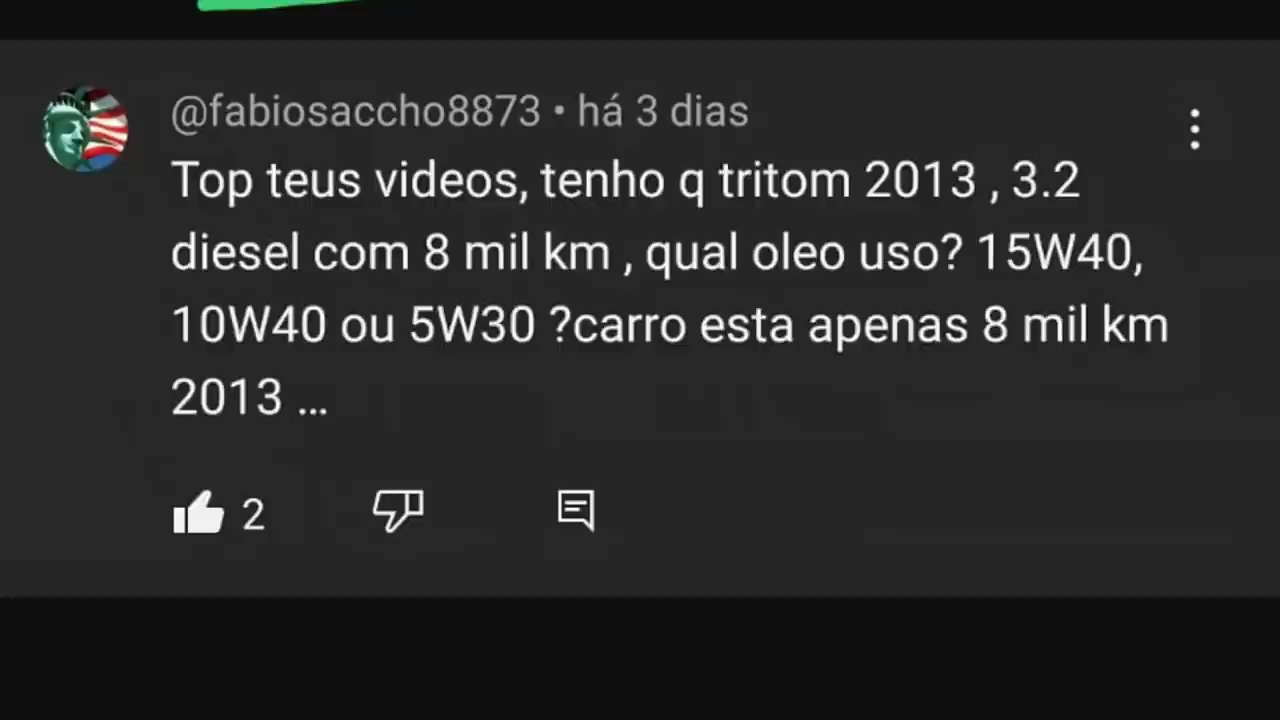 @fabiosaccho8873 • há 3 dias
Top teus videos, tenho q tritom 2013 , 3.2
diesel com 8 mil km , qual oleo uso? 15W40,
10W40 ou 5W30 ?carro esta apenas 8 mil km
2013 ...
2